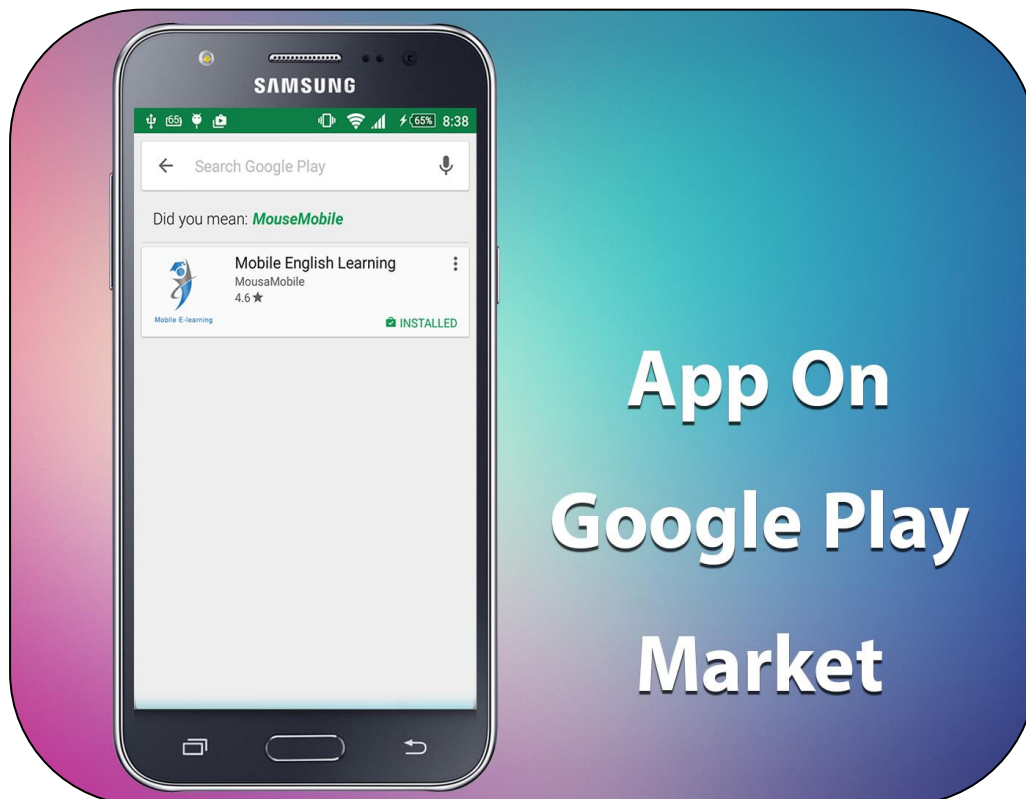 SAMSUNG
65 65% 8:38
Search Google Play
Did you mean: MouseMobile
Mobile English Learning
MousaMobile
4.6★
Mobile E-learning
INSTALLED
App On
Google Play
Market